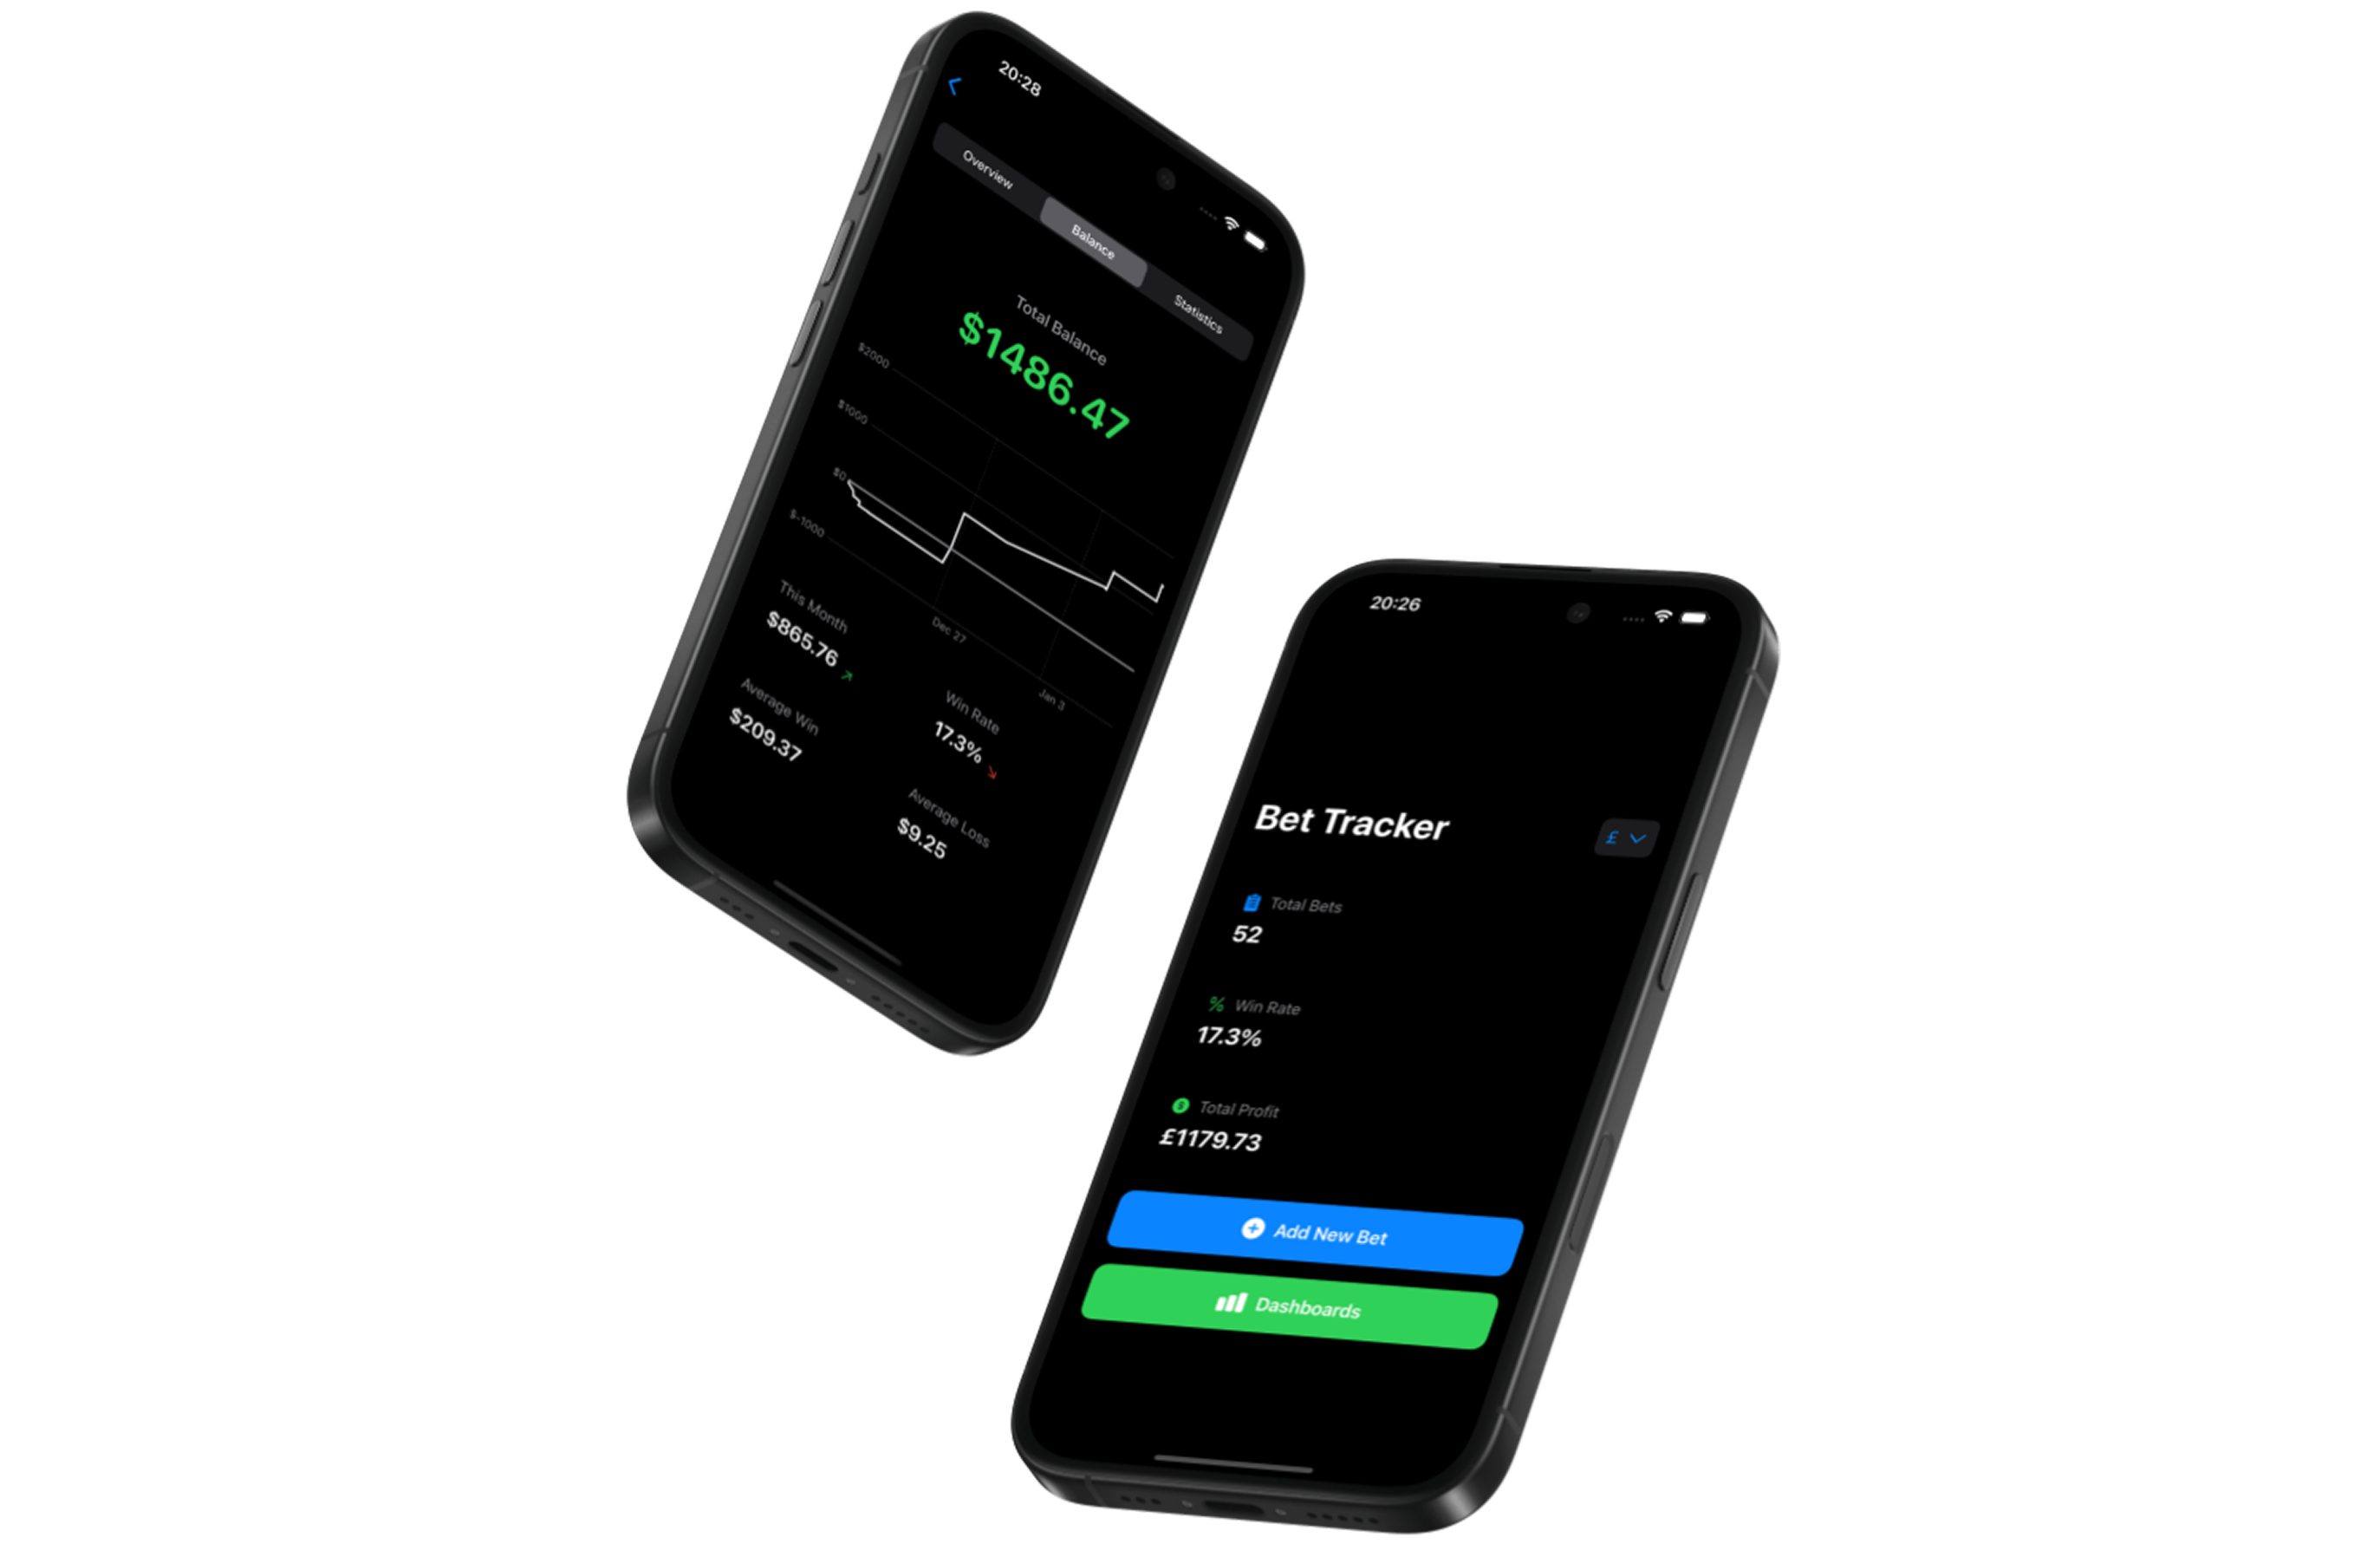 20:28
Overview
Balance
Statistics
Total Balance
$1486.47
$2000
$1000
$0
$-1000
Dec 27
Jan 3
This Month
$865.76
Win Rate
17.3%
Average Win
$209.37
Average Loss
$9.25
20:26
Bet Tracker
£
Total Bets
52
% Win Rate
17.3%
$ Total Profit
£1179.73
Add New Bet
Dashboards